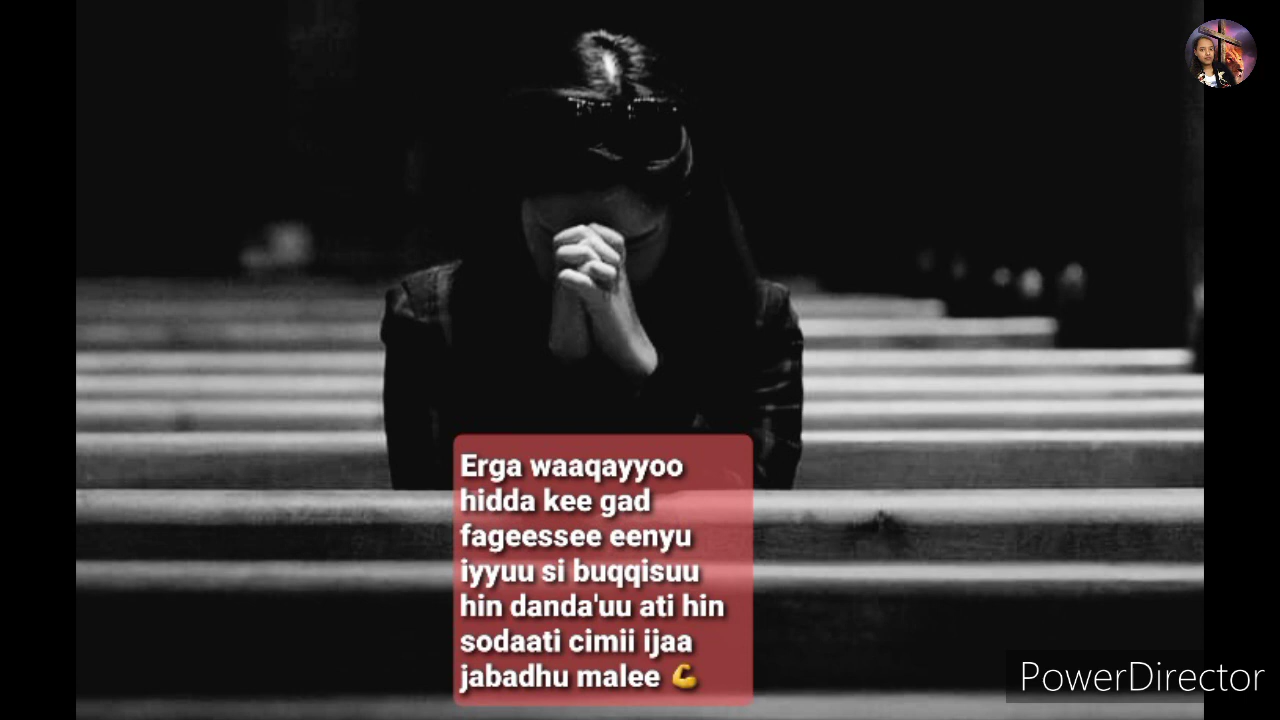 Erga waaqayyoo
hidda kee gad
fageessee eenyu
iyyuu si buqqisuu
hin danda'uu ati hin
sodaati cimii ijaa
jabadhu malee 💪
PowerDirector